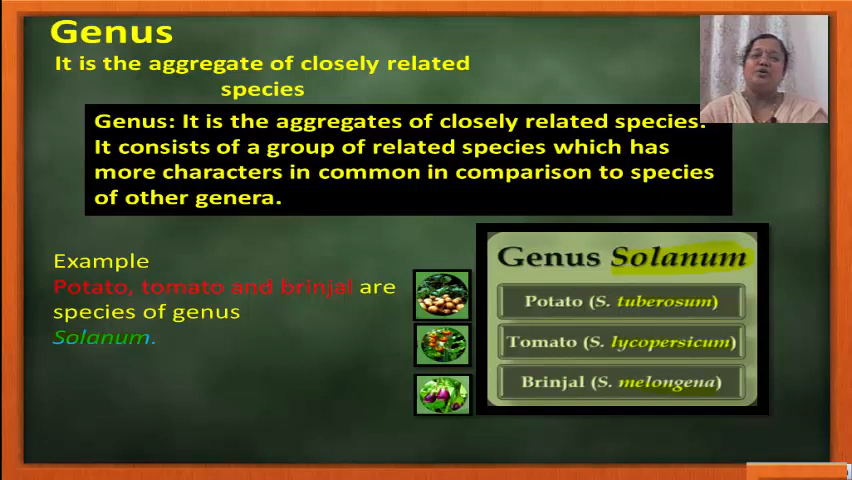 Genus
It is the aggregate of closely related
species
Genus: It is the aggregates of closely related species.
It consists of a group of related species which has
more characters in common in comparison to species
of other genera.
Example
Potato, tomato and brinjal are
species of genus
Solanum.
Genus Solanum
Potato (S. tuberosum)
Tomato (S. lycopersicum)
Brinjal (S. melongena)